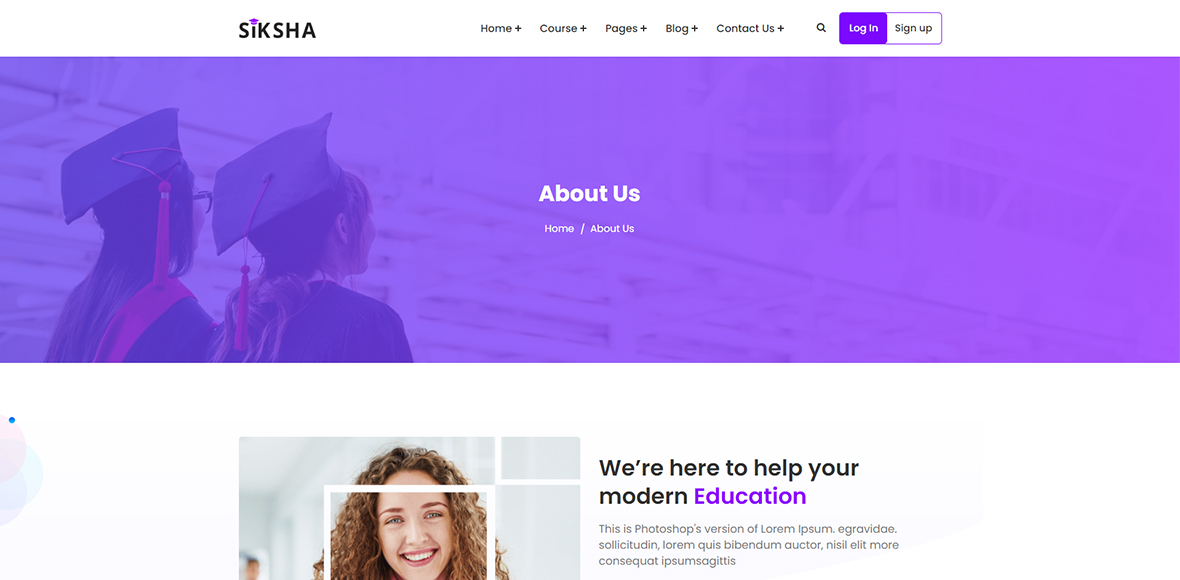 SiKSHA
Home + Course + Pages + Blog + Contact Us + Log In Sign up
About Us
Home / About Us
We’re here to help your
modern Education
This is Photoshop's version of Lorem Ipsum. egravidae.
sollicitudin, lorem quis bibendum auctor, nisil elit more
consequat ipsumsagittis